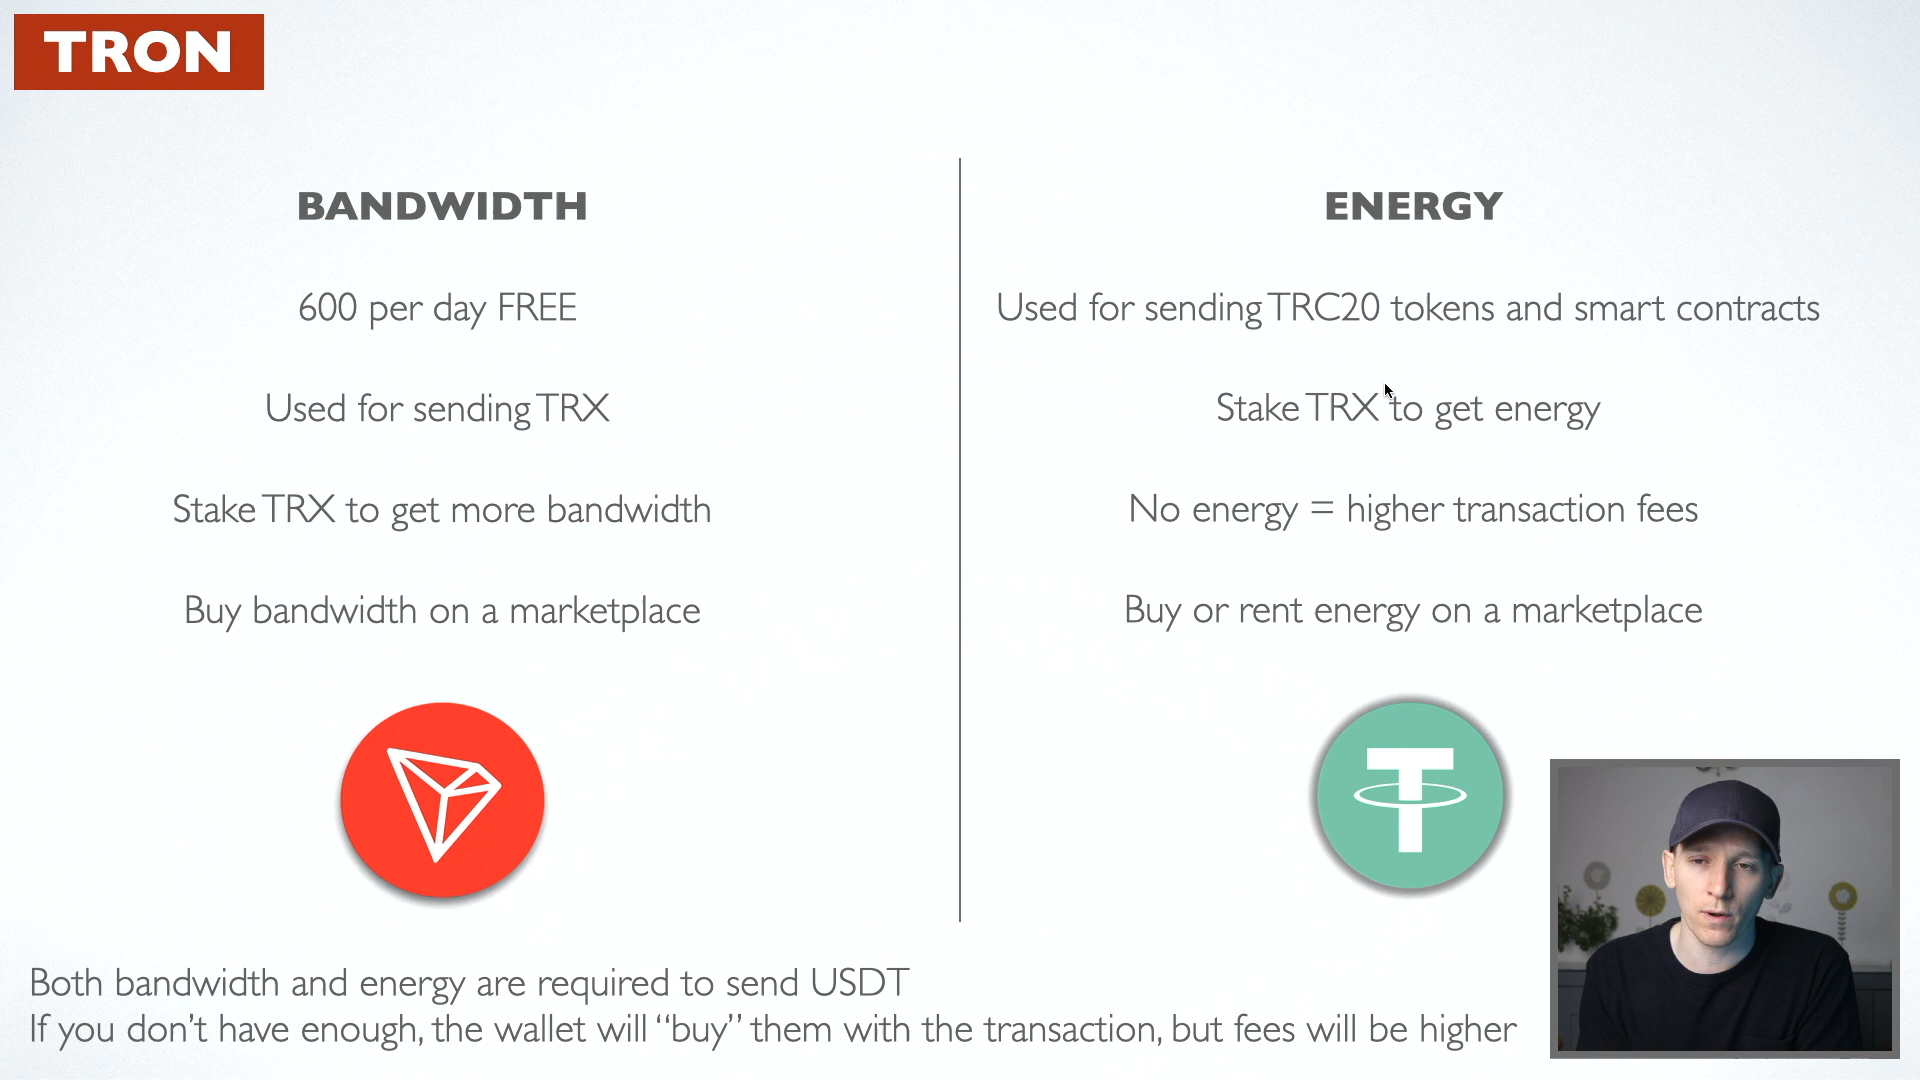 TRON
BANDWIDTH
600 per day FREE
Used for sending TRX
Stake TRX to get more bandwidth
Buy bandwidth on a marketplace
ENERGY
Used for sending TRC20 tokens and smart contracts
Stake TRX to get energy
No energy = higher transaction fees
Buy or rent energy on a marketplace
Both bandwidth and energy are required to send USDT
If you don’t have enough, the wallet will “buy” them with the transaction, but fees will be higher